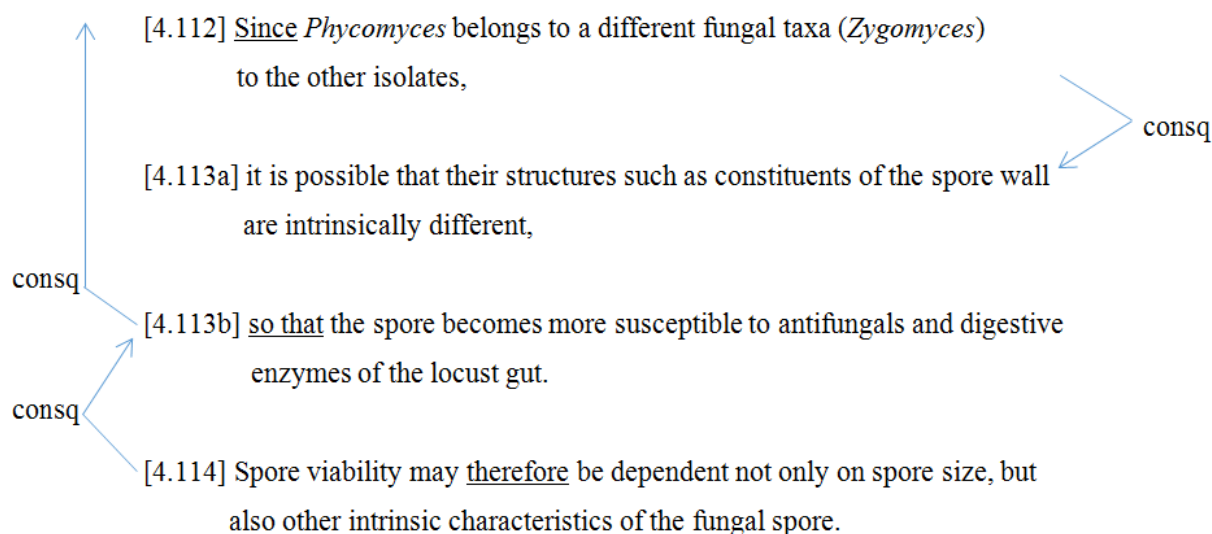 [4.112] Since Phycomyces belongs to a different fungal taxa (Zygomyces)
to the other isolates,
consq
[4.113a] it is possible that their structures such as constituents of the spore wall
are intrinsically different,
consq
[4.113b] so that the spore becomes more susceptible to antifungals and digestive
enzymes of the locust gut.
consq
[4.114] Spore viability may therefore be dependent not only on spore size, but
also other intrinsic characteristics of the fungal spore.